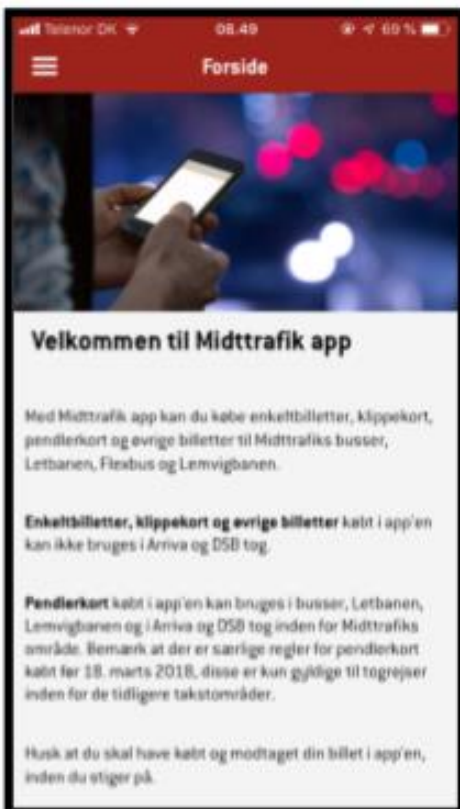 Telenor DK 08.49 69 %
Forside
Velkommen til Midttrafik app
Med Midttrafik app kan du købe enkeltbilletter, klippekort,
pendlerkort og øvrige billetter til Midttrafiks busser,
Letbanen, Flexbus og Lemvigbanen.
Enkeltbilletter, klippekort og øvrige billetter købt i app'en
kan ikke bruges i Arriva og DSB tog.
Pendlerkort købt i app'en kan bruges i busser, Letbanen,
Lemvigbanen og i Arriva og DSB tog inden for Midttrafiks
område. Bemærk at der er særlige regler for pendlerkort
købt før 18. marts 2018, disse er kun gyldige til togrejser
inden for de tidligere takstområder.
Husk at du skal have købt og modtaget din billet i app'en,
inden du stiger på.